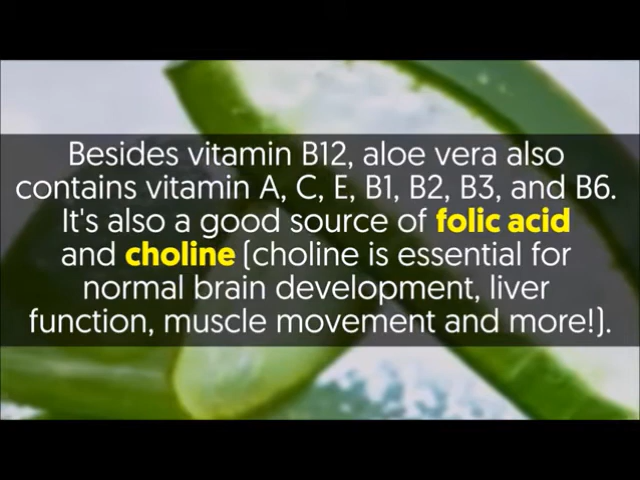 Besides vitamin B12, aloe vera also
contains vitamin A, C, E, B1, B2, B3, and B6.
It's also a good source of folic acid
and choline (choline is essential for
normal brain development, liver
function, muscle movement and more!).